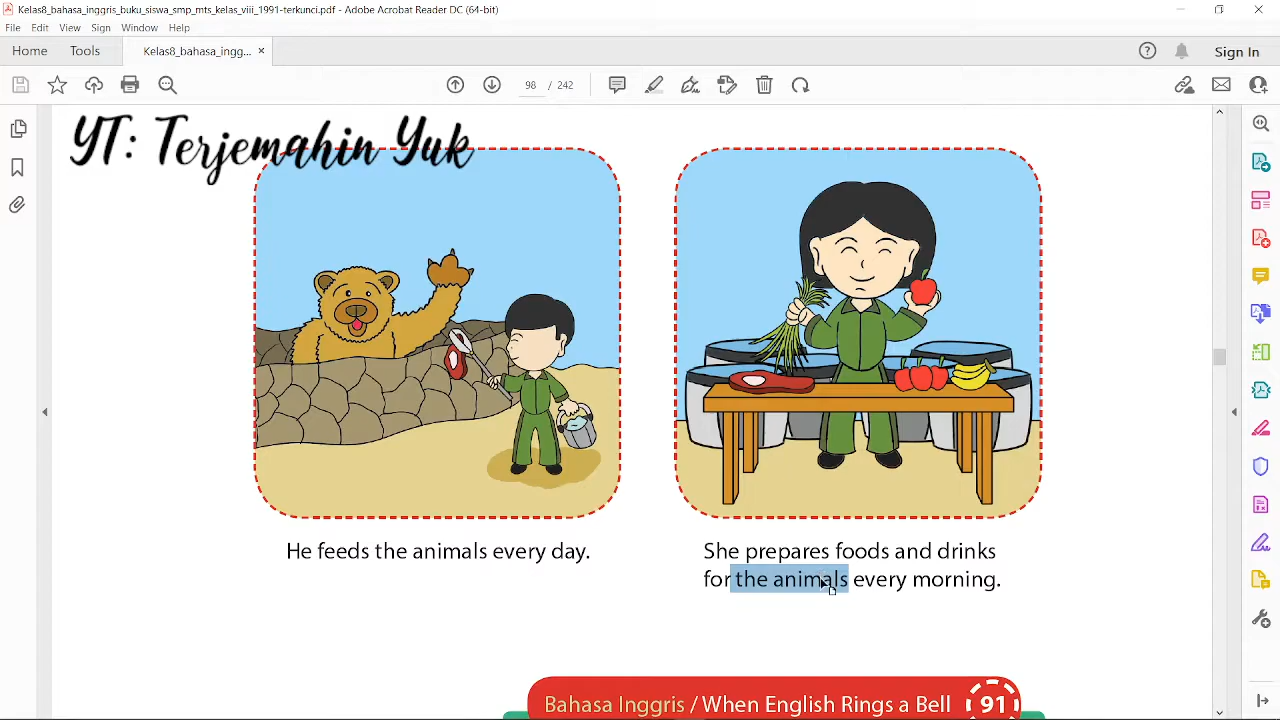 Kelas8_bahasa_inggris_buku_siswa_smp_mts_kelas_viii_1991-terkunci.pdf - Adobe Acrobat Reader DC (64-bit)
File Edit View Sign Window Help
Home Tools Kelas8_bahasa_ingg... × Sign In
98 / 242
YT: Terjemahin Yuk
He feeds the animals every day.
She prepares foods and drinks
for the animals every morning.
Bahasa Inggris / When English Rings a Bell 91